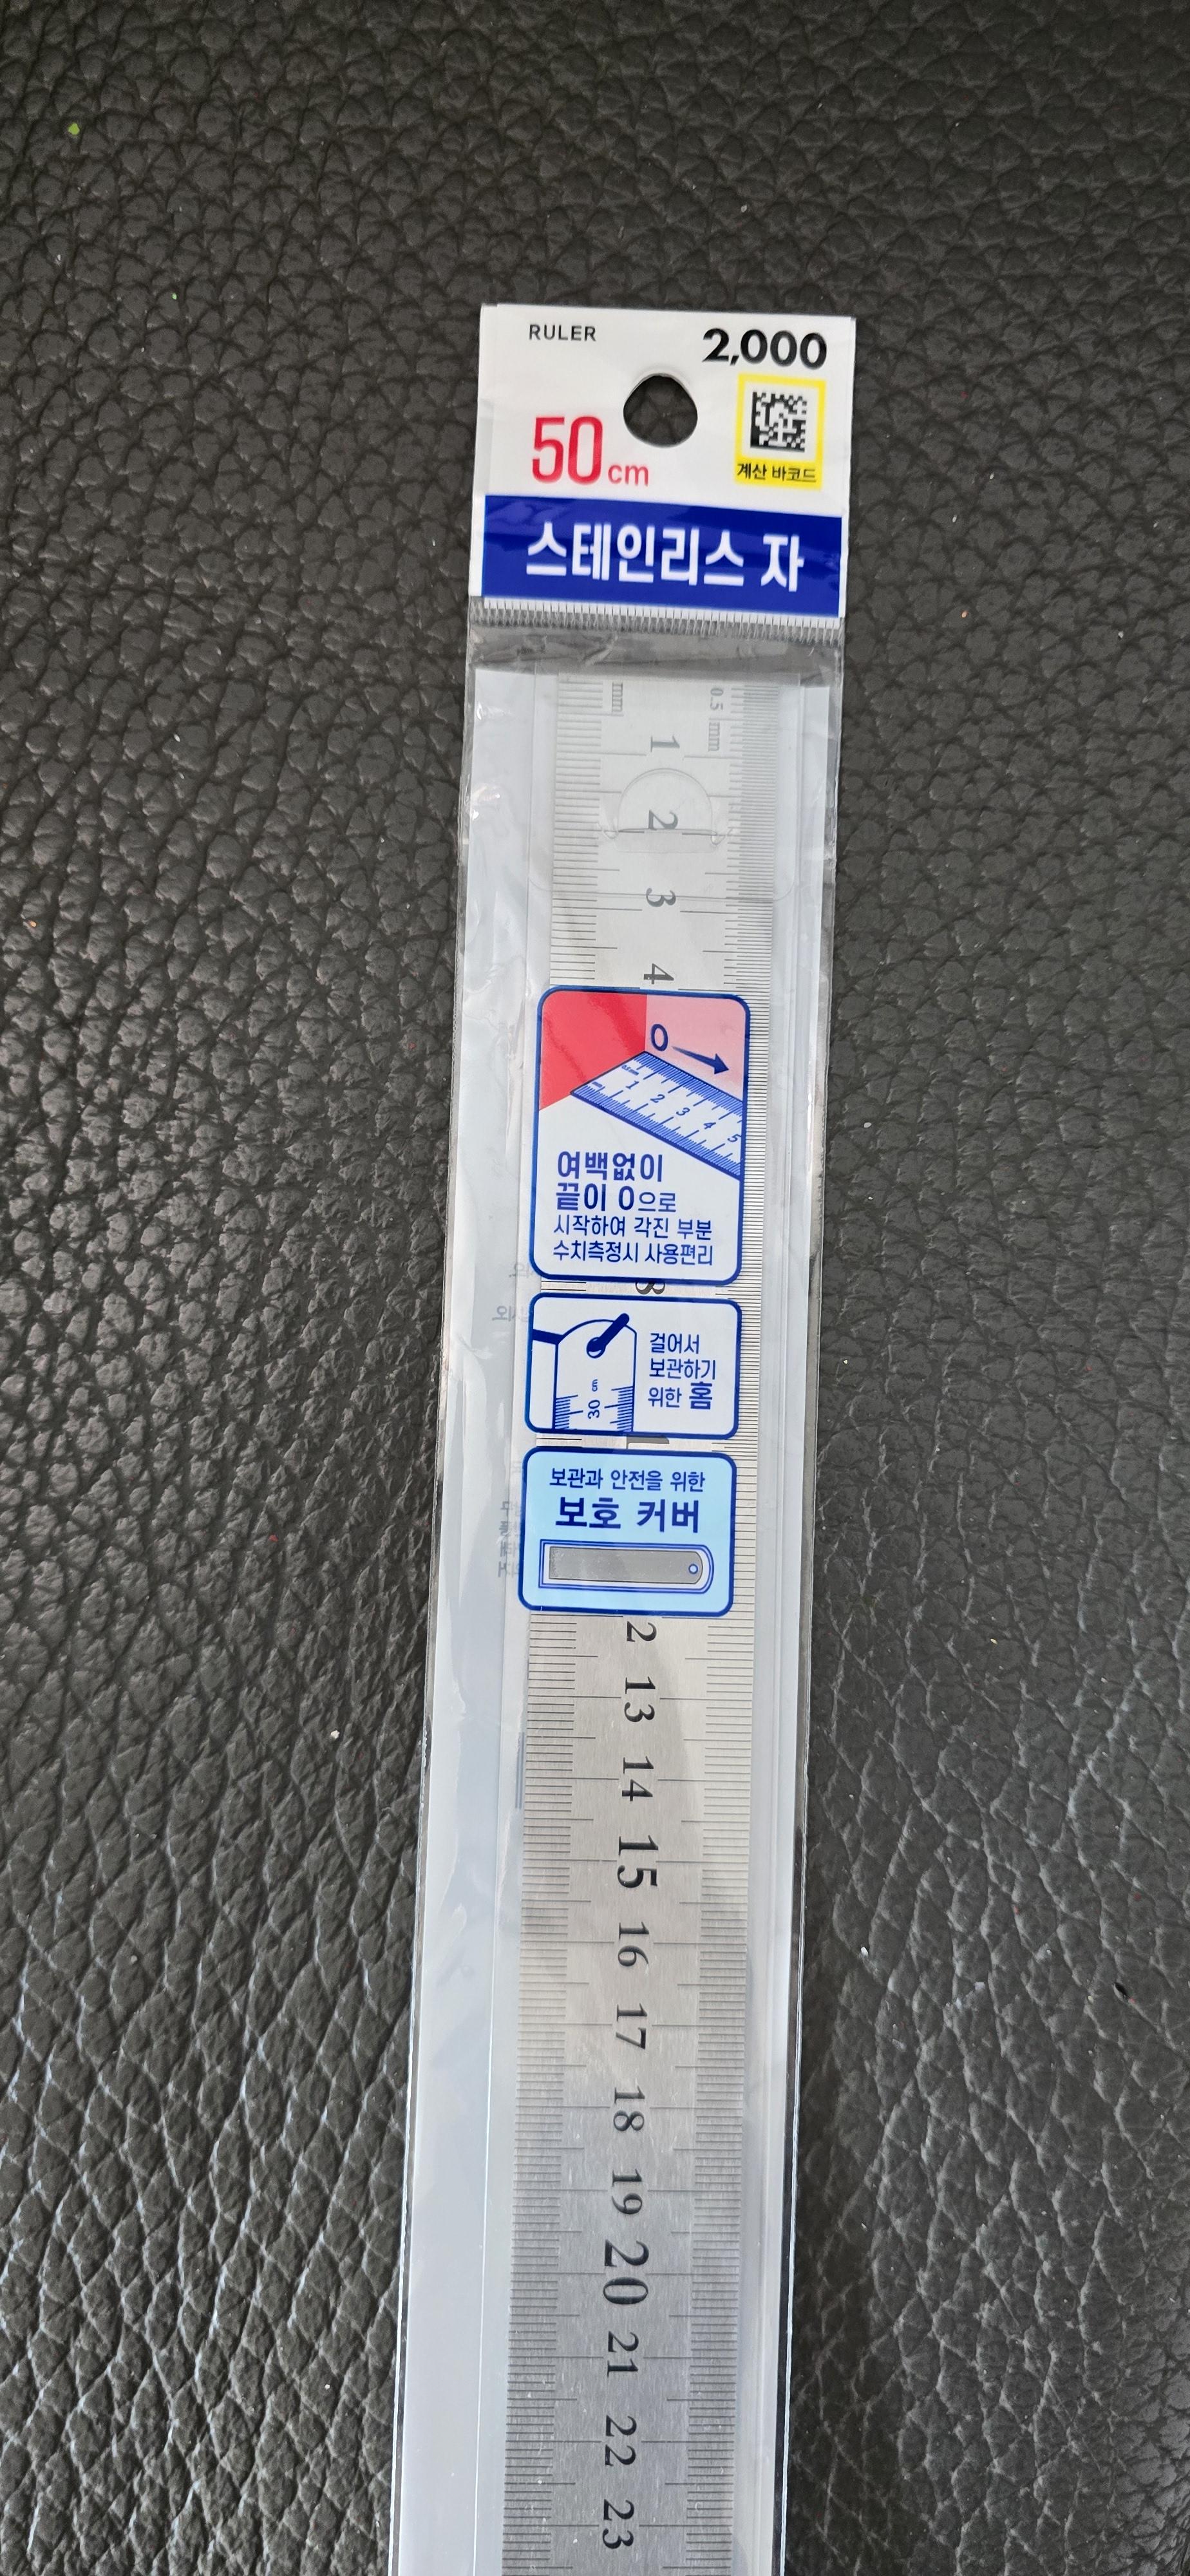 RULER
2,000
50cm
계산 바코드
스테인리스 자
mm
0.5 mm
1
2
3
4
0
1 2 3 4 5
여백없이
끝이 0으로
시작하여 각진 부분
수치측정시 사용편리
8
걸어서
보관하기
위한 홈
30 cm
보관과 안전을 위한
보호 커버
2
13
14
15
16
17
18
19
20
21
22
23